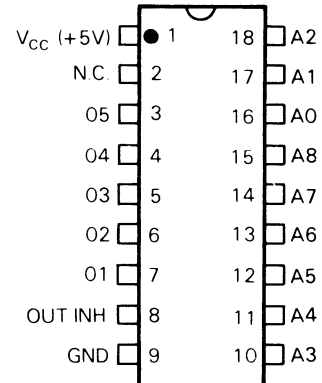 VCC (+5V) 1 18 A2
N.C. 2 17 A1
O5 3 16 A0
O4 4 15 A8
O3 5 14 A7
O2 6 13 A6
O1 7 12 A5
OUT INH 8 11 A4
GND 9 10 A3